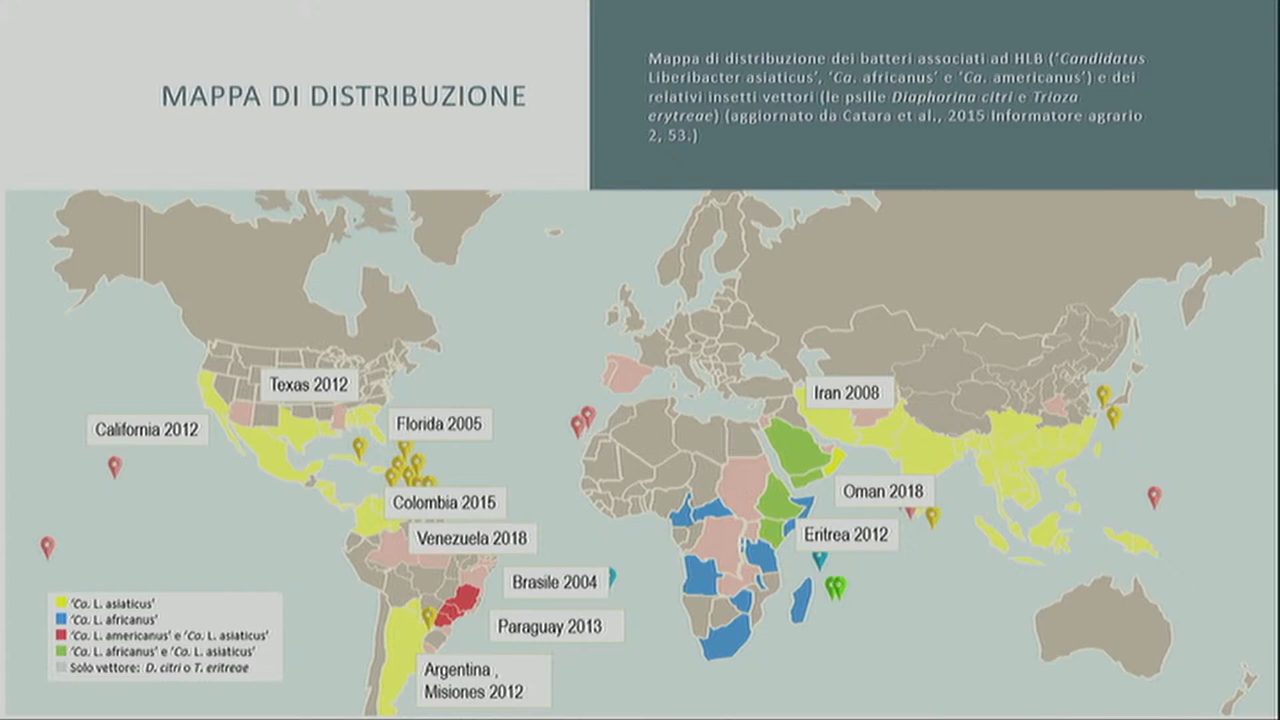 MAPPA DI DISTRIBUZIONE
Mappa di distribuzione dei batteri associati ad HLB ('Candidatus
Liberibacter asiaticus', 'Ca. africanus' e 'Ca. americanus') e dei
relativi insetti vettori (le psille Diaphorina citri e Trioza
erytreae) (aggiornato da Catara et al., 2015 Informatore agrario
2, 53.)
Texas 2012
Iran 2008
California 2012
Florida 2005
Oman 2018
Colombia 2015
Venezuela 2018
Eritrea 2012
Brasile 2004
Paraguay 2013
Argentina ,
Misiones 2012
'Ca. L. asiaticus'
'Ca. L. africanus'
'Ca. L. americanus' e 'Ca. L. asiaticus'
'Ca. L. africanus' e 'Ca. L. asiaticus'
Solo vettore: D. citri o T. eritreae